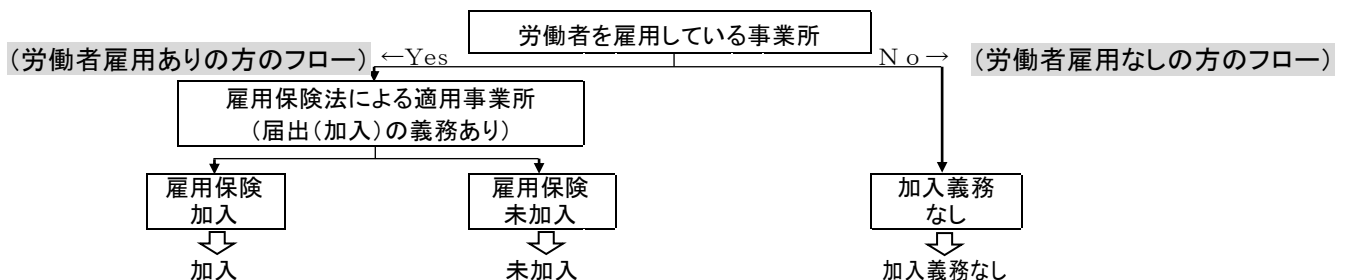 労働者を雇用している事業所
(労働者雇用ありの方のフロー) ←Yes
No→ (労働者雇用なしの方のフロー)
雇用保険法による適用事業所
(届出(加入)の義務あり)
雇用保険
加入
雇用保険
未加入
加入義務
なし
加入
未加入
加入義務なし